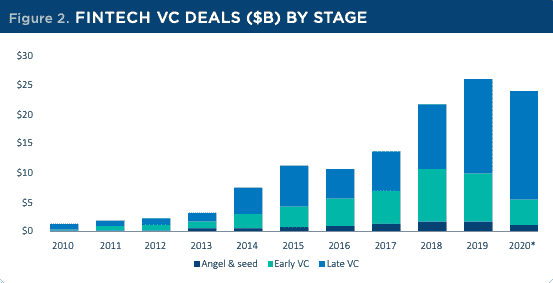 Figure 2. FINTECH VC DEALS ($B) BY STAGE
$30
$25
$20
$15
$10
$5
$0
2010 2011 2012 2013 2014 2015 2016 2017 2018 2019 2020*
Angel & seed Early VC Late VC